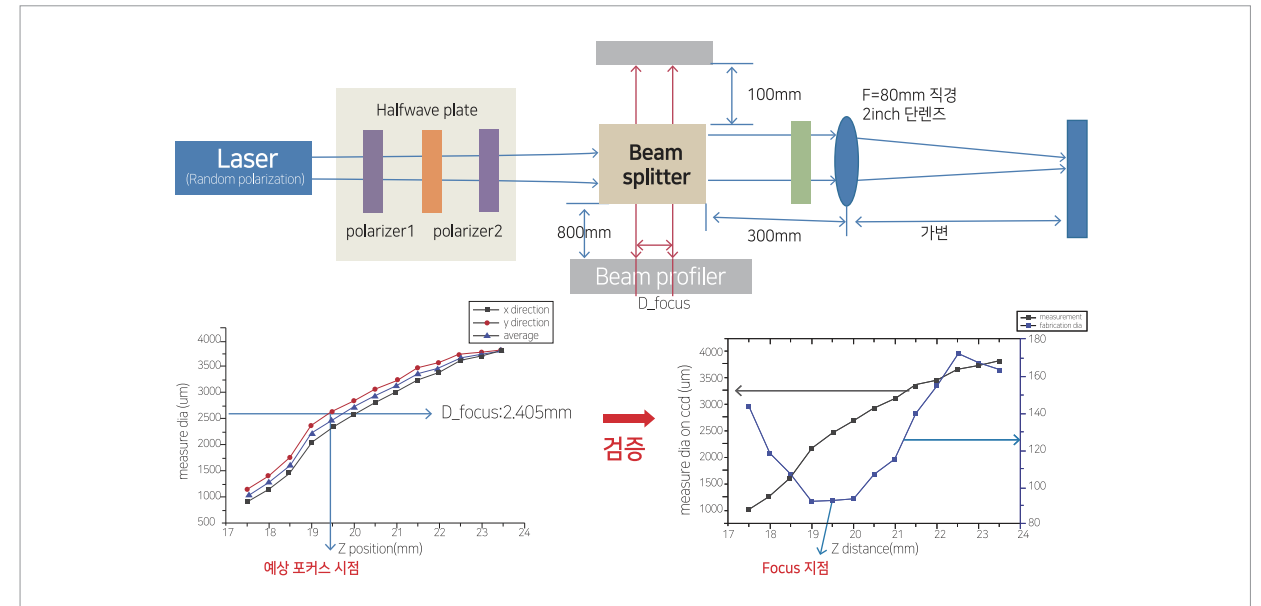 Halfwave plate
Laser
(Random polarization)
polarizer1
polarizer2
Beam
splitter
100mm
F=80mm 직경
2inch 단렌즈
800mm
300mm
가변
Beam profiler
D_focus
x direction
y direction
average
measure dia (um)
4000
3500
3000
2500
2000
1500
1000
500
17 18 19 20 21 22 23 24
Z position(mm)
D_focus:2.405mm
예상 포커스 시점
검증
measurement
fabrication dia
measure dia on ccd (um)
4000
3500
3000
2500
2000
1500
1000
180
160
140
120
100
80
17 18 19 20 21 22 23 24
Z distance(mm)
Focus 지점